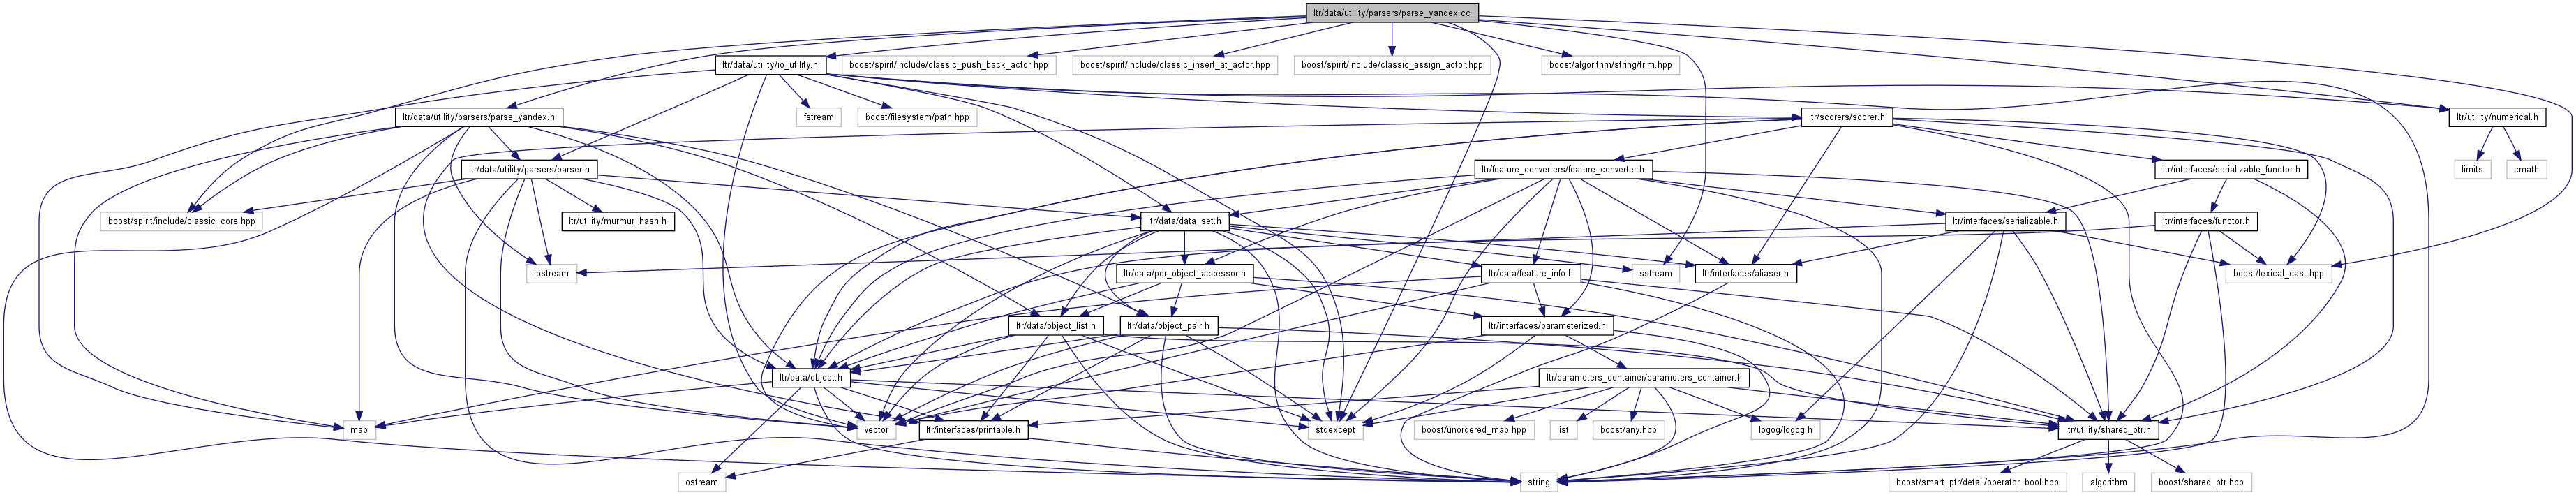 ltr/data/utility/parsers/parse_yandex.cc
ltr/data/utility/io_utility.h
boost/spirit/include/classic_push_back_actor.hpp
boost/spirit/include/classic_insert_at_actor.hpp
boost/spirit/include/classic_assign_actor.hpp
boost/algorithm/string/trim.hpp
ltr/data/utility/parsers/parse_yandex.h
fstream
boost/filesystem/path.hpp
ltr/scorers/scorer.h
ltr/utility/numerical.h
ltr/data/utility/parsers/parser.h
ltr/feature_converters/feature_converter.h
ltr/interfaces/serializable_functor.h
limits
cmath
boost/spirit/include/classic_core.hpp
ltr/utility/murmur_hash.h
ltr/data/data_set.h
ltr/interfaces/serializable.h
ltr/interfaces/functor.h
iostream
ltr/data/per_object_accessor.h
ltr/data/feature_info.h
sstream
ltr/interfaces/aliaser.h
boost/lexical_cast.hpp
ltr/data/object_list.h
ltr/data/object_pair.h
ltr/interfaces/parameterized.h
ltr/data/object.h
ltr/parameters_container/parameters_container.h
map
vector
ltr/interfaces/printable.h
stdexcept
boost/unordered_map.hpp
list
boost/any.hpp
logog/logog.h
ltr/utility/shared_ptr.h
ostream
string
boost/smart_ptr/detail/operator_bool.hpp
algorithm
boost/shared_ptr.hpp